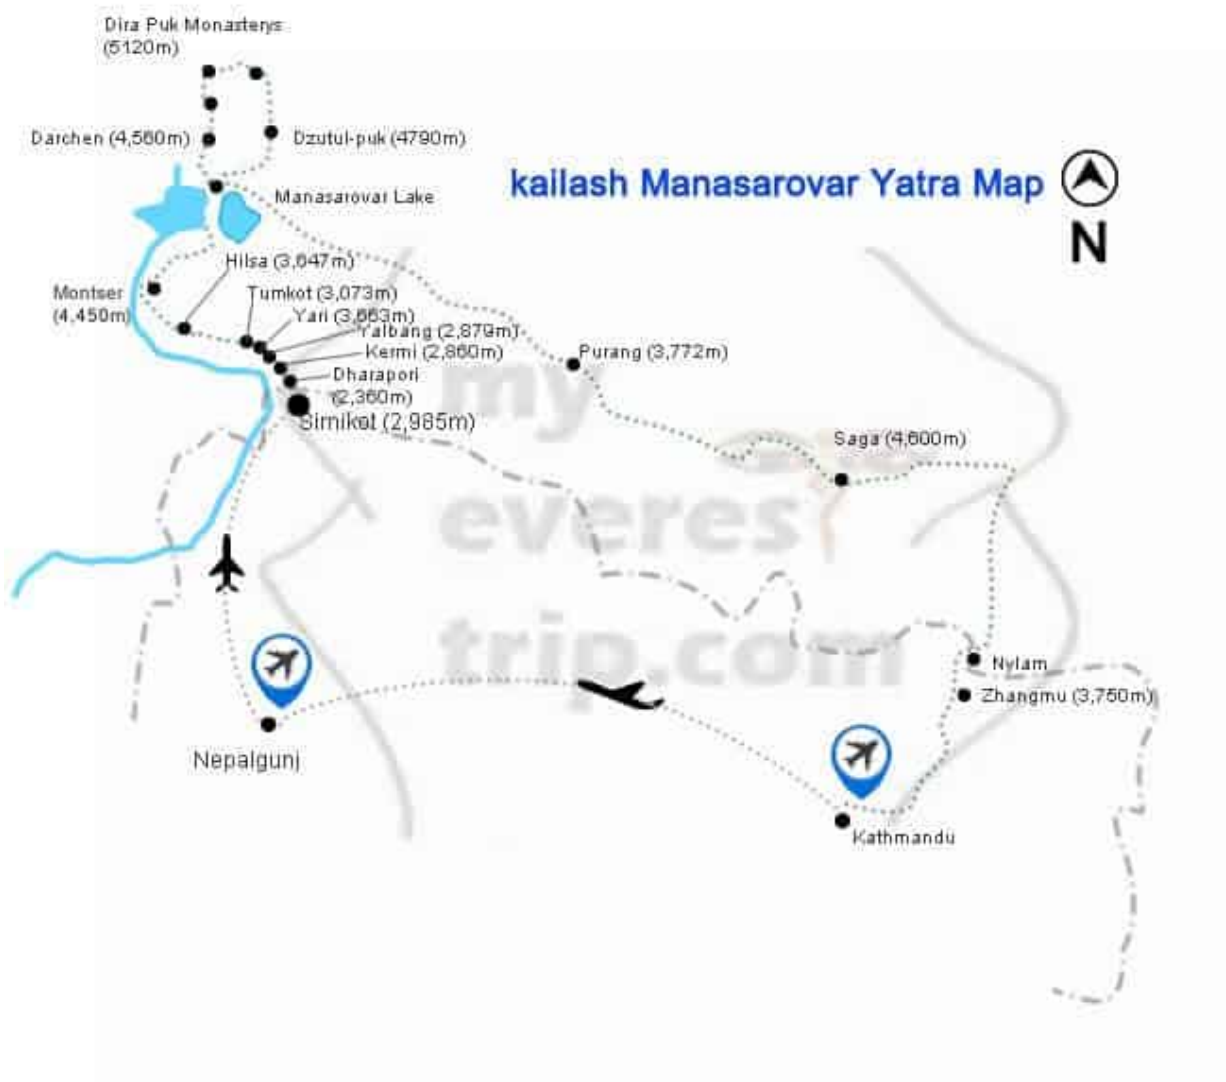 Dira Puk Monasterys
(5120m)
Darchen (4,560m)
Dzutul-puk (4790m)
kailash Manasarovar Yatra Map
N
Manasarovar Lake
Hilsa (3,647m)
Montser
(4,450m)
Tumkot (3,073m)
Yari (3,663m)
Yalbang (2,879m)
Kermi (2,860m)
Dharapori
(2,360m)
Simikot (2,985m)
Purang (3,772m)
Saga (4,600m)
my
everes
trip.com
Nylam
Zhangmu (3,750m)
Nepalgunj
Kathmandu